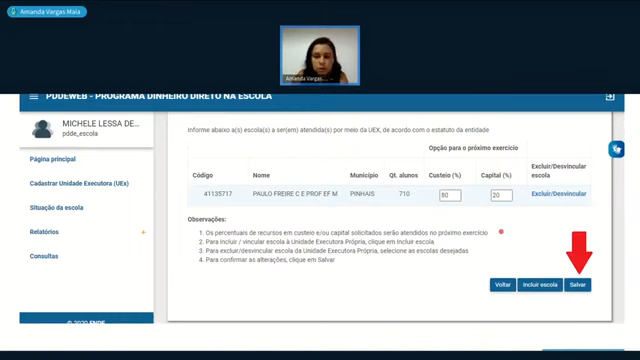 Amanda Vargas Maia
Amanda Vargas...
PDDEWEB - PROGRAMA DINHEIRO DIRETO NA ESCOLA
MICHELE LESSA DE...
pdde_escola
Página principal
Cadastrar Unidade Executora (UEx)
Situação da escola
Relatórios +
Consultas
© 2020 FNDE
Informe abaixo a(s) escola(s) a ser(em) atendida(s) por meio da UEX, de acordo com o estatuto da entidade
Opção para o próximo exercício
Código Nome Município Qt. alunos Custeio (%) Capital (%) Excluir/Desvincular escola
41135717 PAULO FREIRE C E PROF EF M PINHAIS 710 80 20 Excluir/Desvincular
Observações:
1. Os percentuais de recursos em custeio e/ou capital solicitados serão atendidos no próximo exercício
2. Para incluir / vincular escola à Unidade Executora Própria, clique em Incluir escola
3. Para excluir/desvincular escola da Unidade Executora Própria, selecione as escolas desejadas
4. Para confirmar as alterações, clique em Salvar
Voltar Incluir escola Salvar